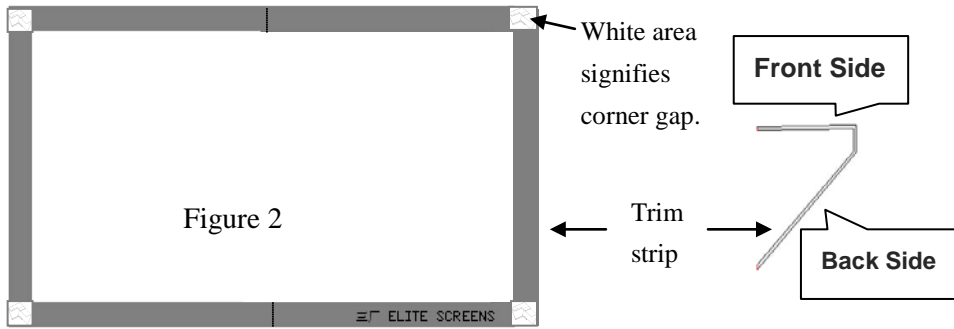 White area
signifies
corner gap.
Front Side
Figure 2
Trim
strip
Back Side
ELITE SCREENS